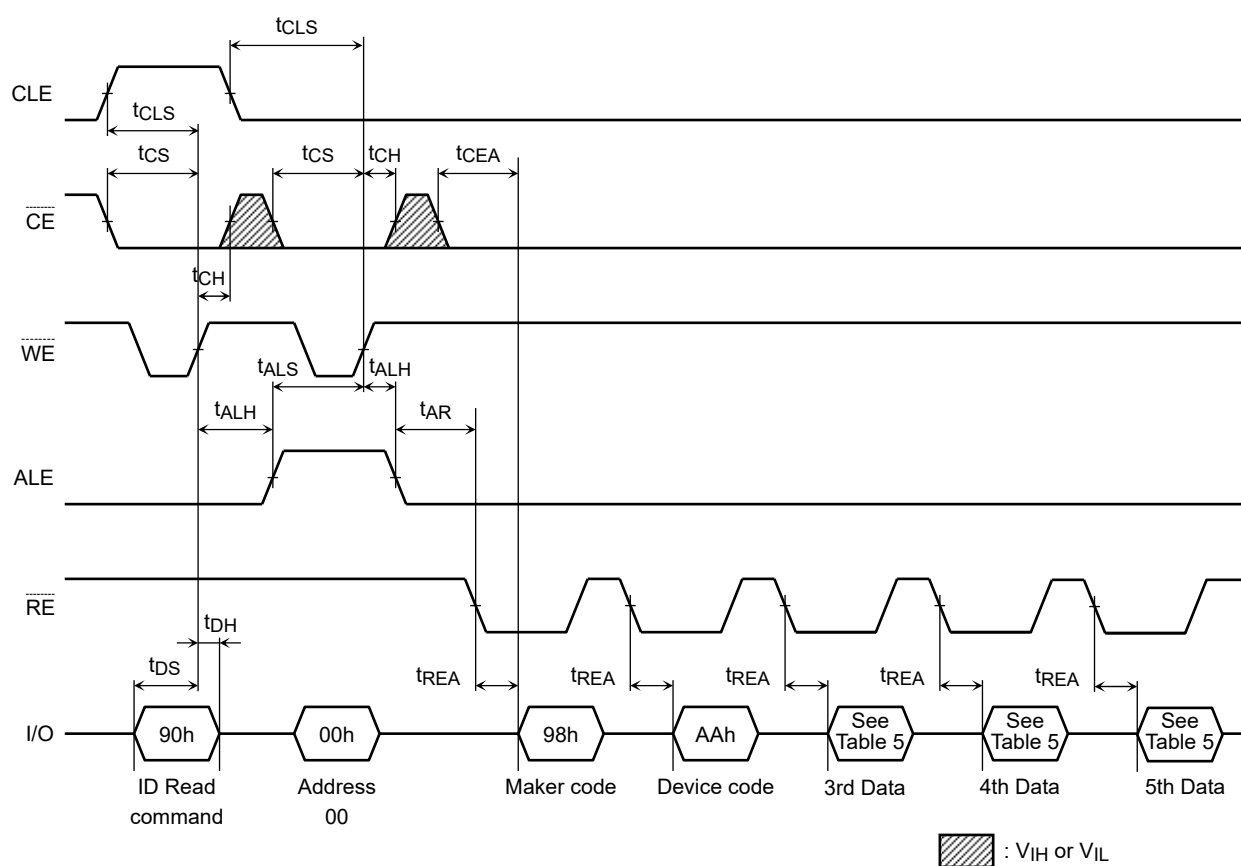 tCLS
CLE
tCLS
tCS
tCS
tCH
tCEA
CE
tCH
WE
tALS
tALH
tALH
tAR
ALE
RE
tDH
tDS
tREA
tREA
tREA
tREA
tREA
I/O
90h
00h
98h
AAh
See
Table 5
See
Table 5
See
Table 5
ID Read
command
Address
00
Maker code
Device code
3rd Data
4th Data
5th Data
: VIH or VIL